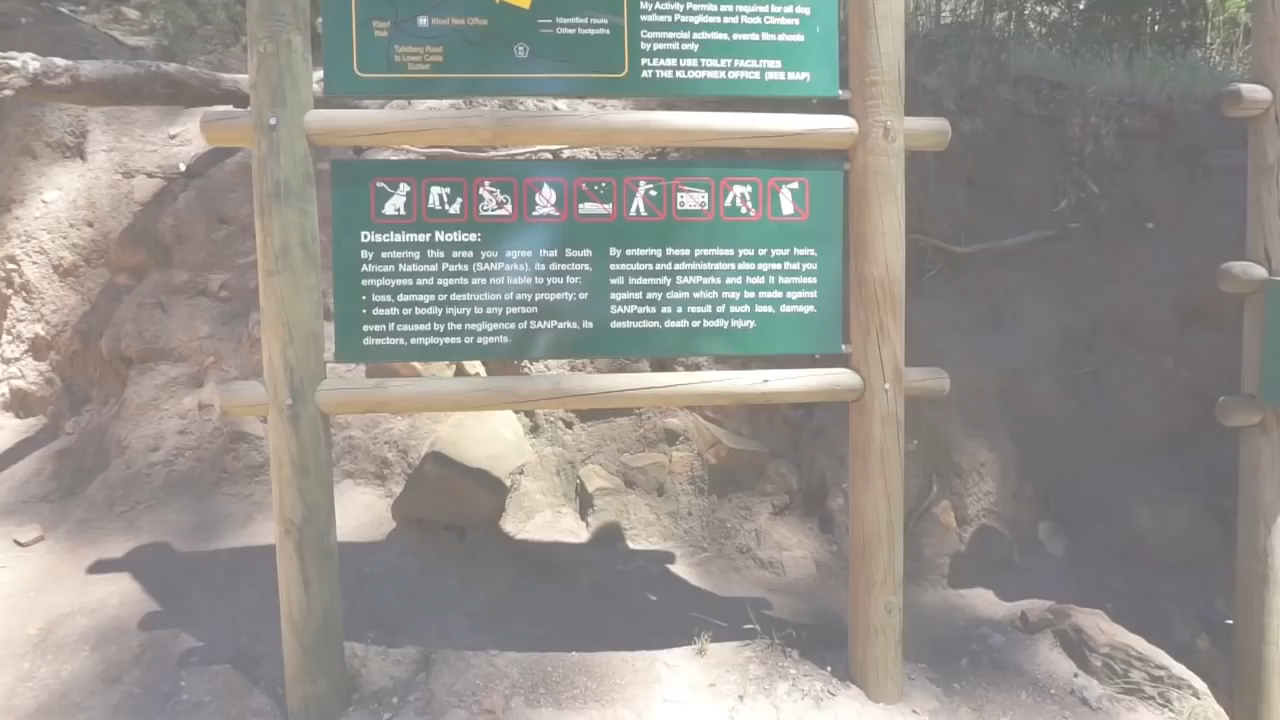 Kloof
Nek
Kloof Nek Office
Identified route
Other footpaths
Tafelberg Road
to Lower Cable
Station
My Activity Permits are required for all dog
walkers Paragliders and Rock Climbers
Commercial activities, events film shoots
by permit only
PLEASE USE TOILET FACILITIES
AT THE KLOOFNEK OFFICE (SEE MAP)
Disclaimer Notice:
By entering this area you agree that South
African National Parks (SANParks), its directors,
employees and agents are not liable to you for:
• loss, damage or destruction of any property; or
• death or bodily injury to any person
even if caused by the negligence of SANParks, its
directors, employees or agents.
By entering these premises you or your heirs,
executors and administrators also agree that you
will indemnify SANParks and hold it harmless
against any claim which may be made against
SANParks as a result of such loss, damage,
destruction, death or bodily injury.